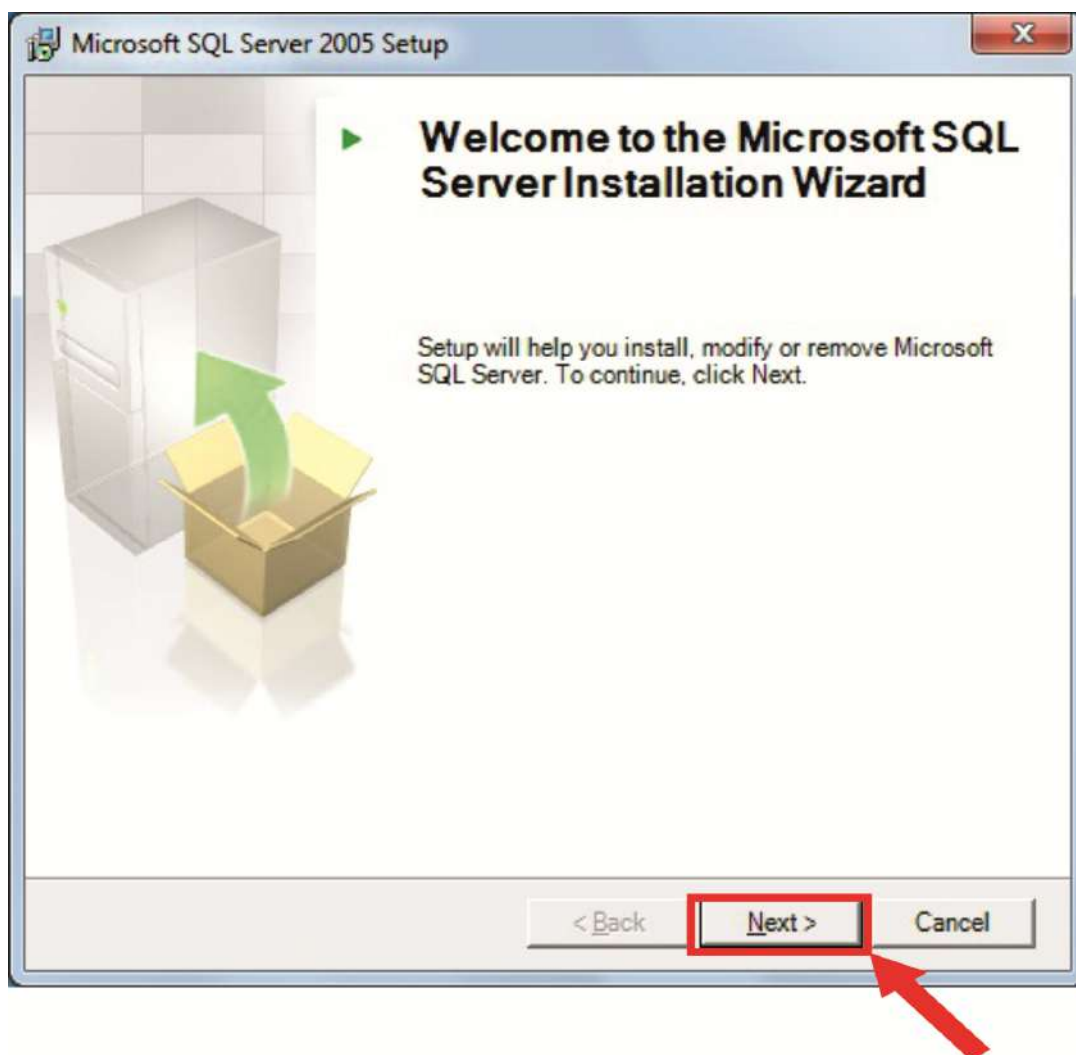 Microsoft SQL Server 2005 Setup
Welcome to the Microsoft SQL
Server Installation Wizard
Setup will help you install, modify or remove Microsoft
SQL Server. To continue, click Next.
< Back Next > Cancel